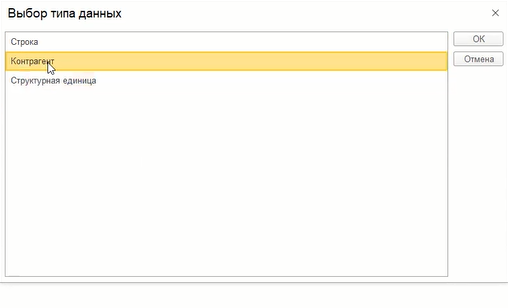 Выбор типа данных
Строка
OK
Контрагент
Отмена
Структурная единица